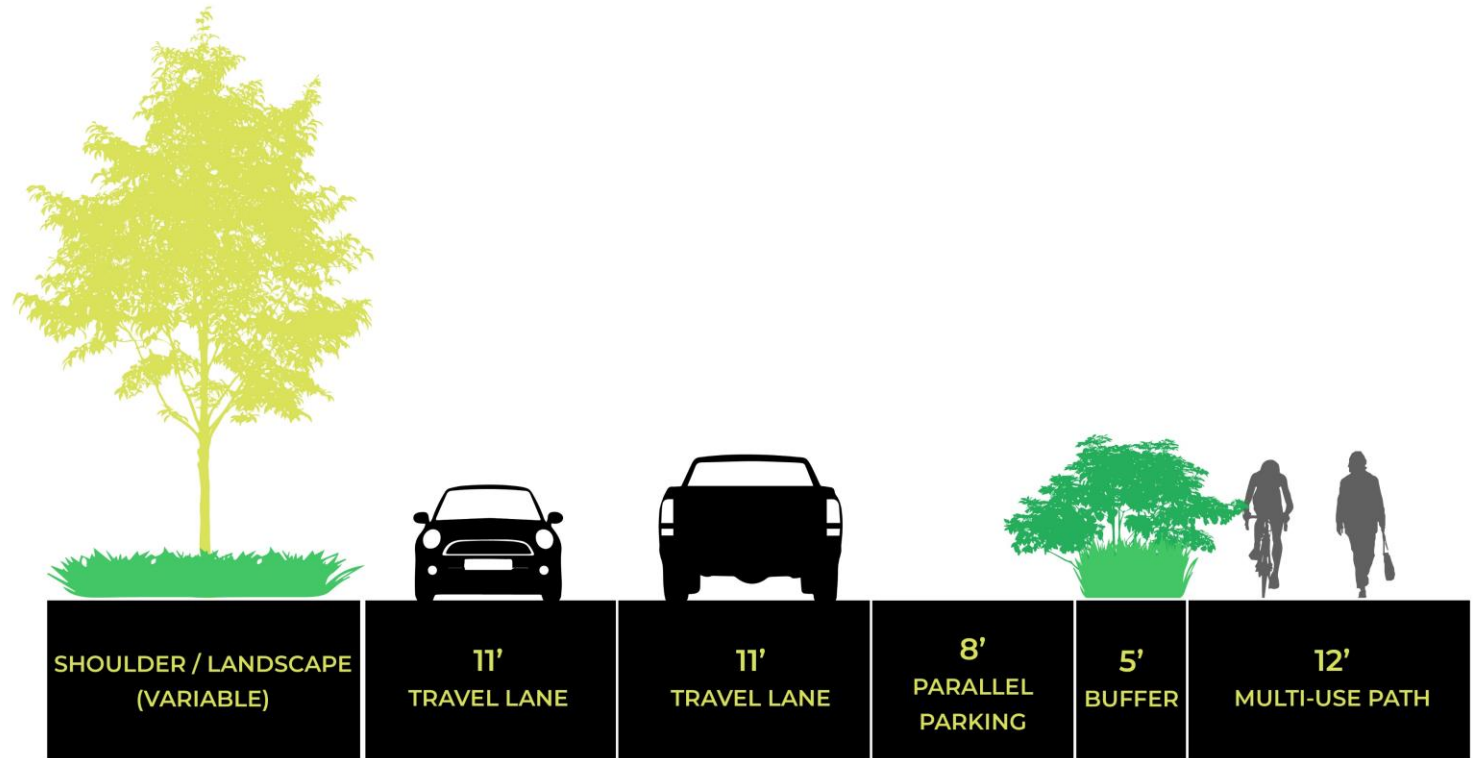 SHOULDER / LANDSCAPE
(VARIABLE)
11’
TRAVEL LANE
11’
TRAVEL LANE
8’
PARALLEL
PARKING
5’
BUFFER
12’
MULTI-USE PATH